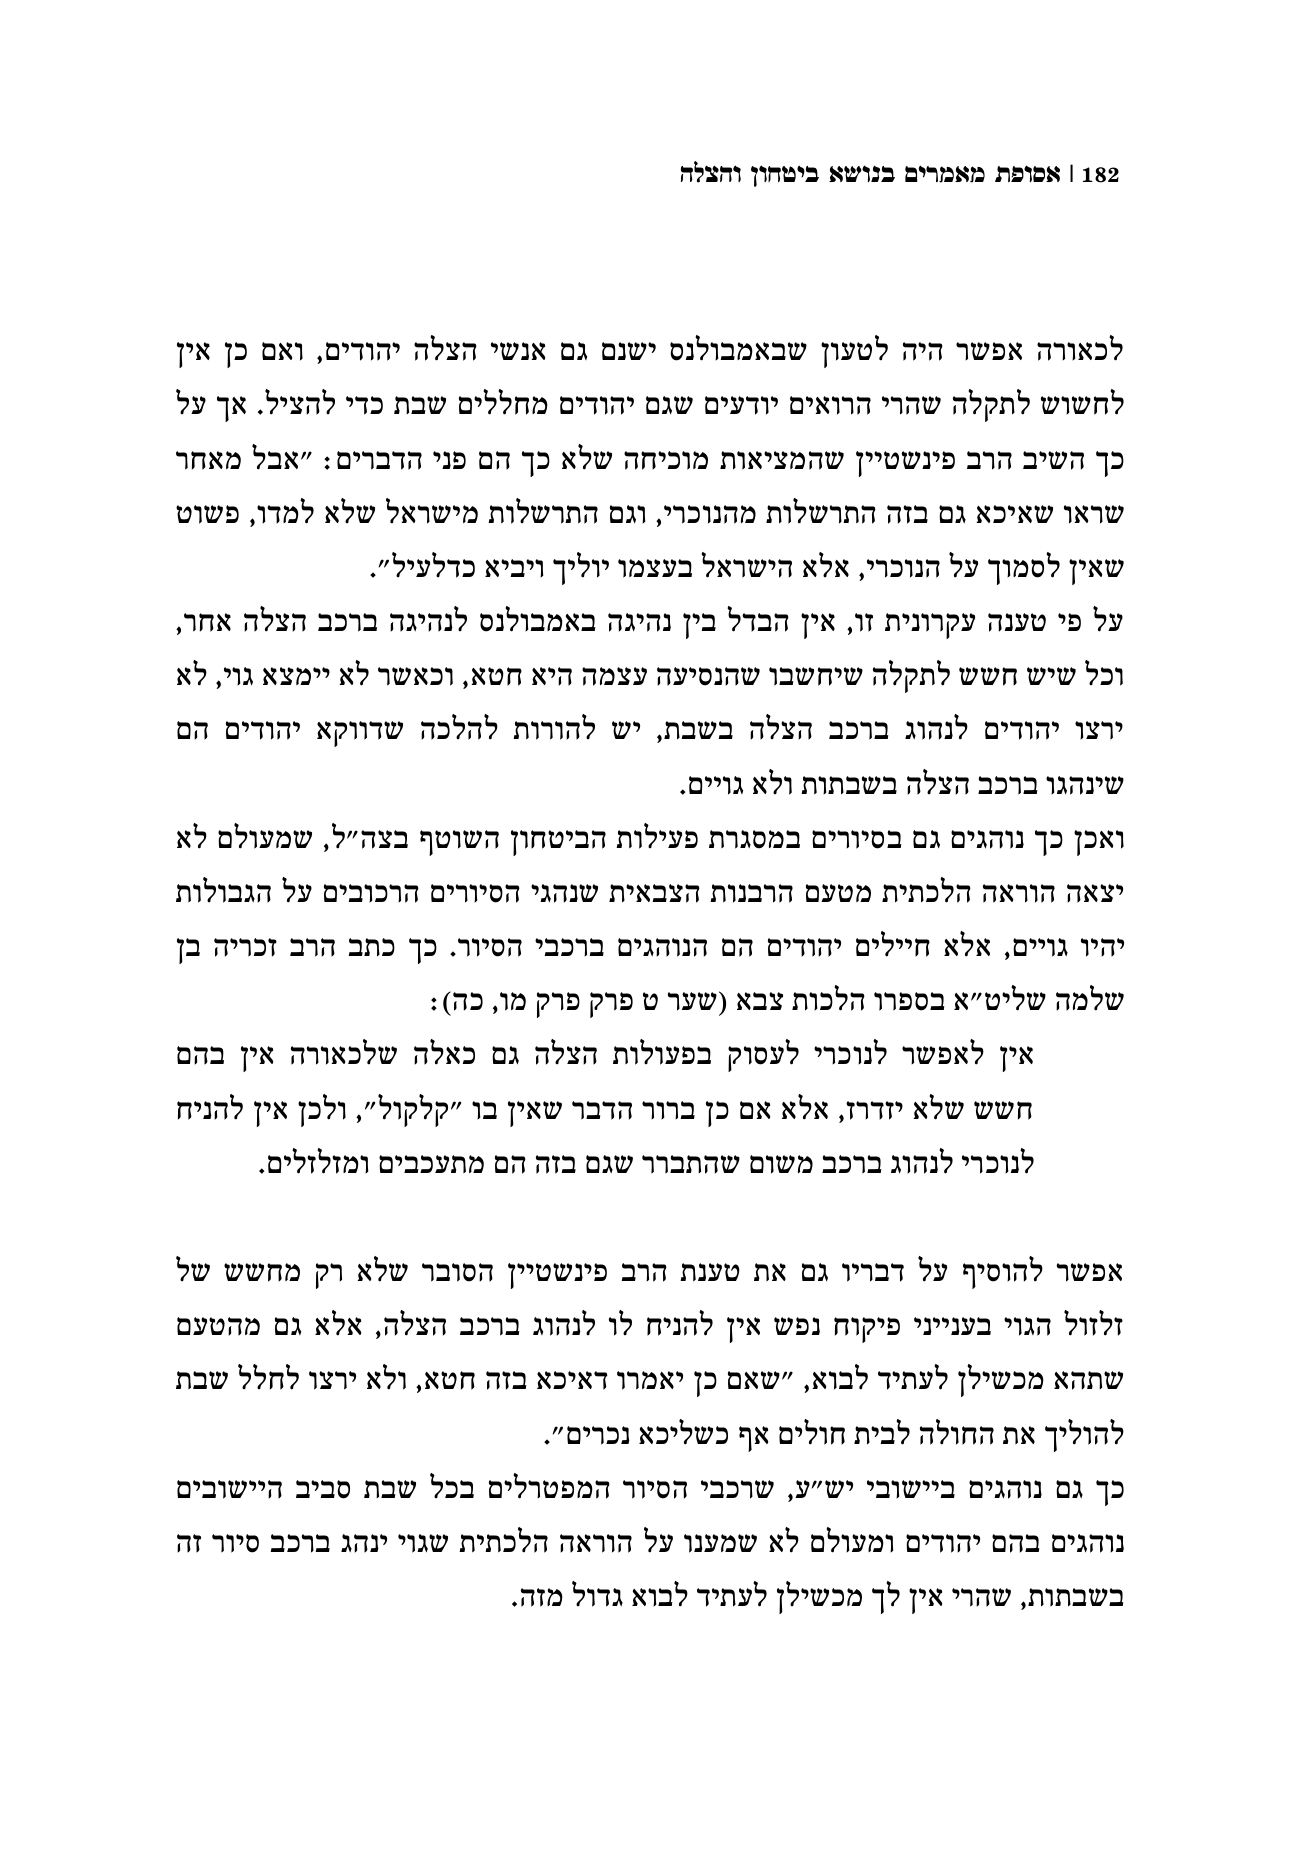 182 | אסופת מאמרים בנושא ביטחון והצלה
לכאורה אפשר היה לטעון שבאמבולנס ישנם גם אנשי הצלה יהודים, ואם כן אין
לחשוש לתקלה שהרי הרואים יודעים שגם יהודים מחללים שבת כדי להציל. אך על
כך השיב הרב פינשטיין שהמציאות מוכיחה שלא כך הם פני הדברים: ״אבל מאחר
שראו שאיכא גם בזה התרשלות מהנוכרי, וגם התרשלות מישראל שלא למדו, פשוט
שאין לסמוך על הנוכרי, אלא הישראל בעצמו יוליך ויביא כדלעיל״.
על פי טענה עקרונית זו, אין הבדל בין נהיגה באמבולנס לנהיגה ברכב הצלה אחר,
וכל שיש חשש לתקלה שיחשבו שהנסיעה עצמה היא חטא, וכאשר לא יימצא גוי, לא
ירצו יהודים לנהוג ברכב הצלה בשבת, יש להורות להלכה שדווקא יהודים הם
שינהגו ברכב הצלה בשבתות ולא גויים.
ואכן כך נוהגים גם בסיורים במסגרת פעילות הביטחון השוטף בצה״ל, שמעולם לא
יצאה הוראה הלכתית מטעם הרבנות הצבאית שנהגי הסיורים הרכובים על הגבולות
יהיו גויים, אלא חיילים יהודים הם הנוהגים ברכבי הסיור. כך כתב הרב זכריה בן
שלמה שליט״א בספרו הלכות צבא (שער ט פרק פרק מו, כה):
אין לאפשר לנוכרי לעסוק בפעולות הצלה גם כאלה שלכאורה אין בהם
חשש שלא יזדרז, אלא אם כן ברור הדבר שאין בו ״קלקול״, ולכן אין להניח
לנוכרי לנהוג ברכב משום שהתברר שגם בזה הם מתעכבים ומזלזלים.
אפשר להוסיף על דבריו גם את טענת הרב פינשטיין הסובר שלא רק מחשש של
זלזול הגוי בענייני פיקוח נפש אין להניח לו לנהוג ברכב הצלה, אלא גם מהטעם
שתהא מכשילן לעתיד לבוא, ״שאם כן יאמרו דאיכא בזה חטא, ולא ירצו לחלל שבת
להוליך את החולה לבית חולים אף כשליכא נכרים״.
כך גם נוהגים ביישובי יש״ע, שרכבי הסיור המפטרלים בכל שבת סביב היישובים
נוהגים בהם יהודים ומעולם לא שמענו על הוראה הלכתית שגוי ינהג ברכב סיור זה
בשבתות, שהרי אין לך מכשילן לעתיד לבוא גדול מזה.